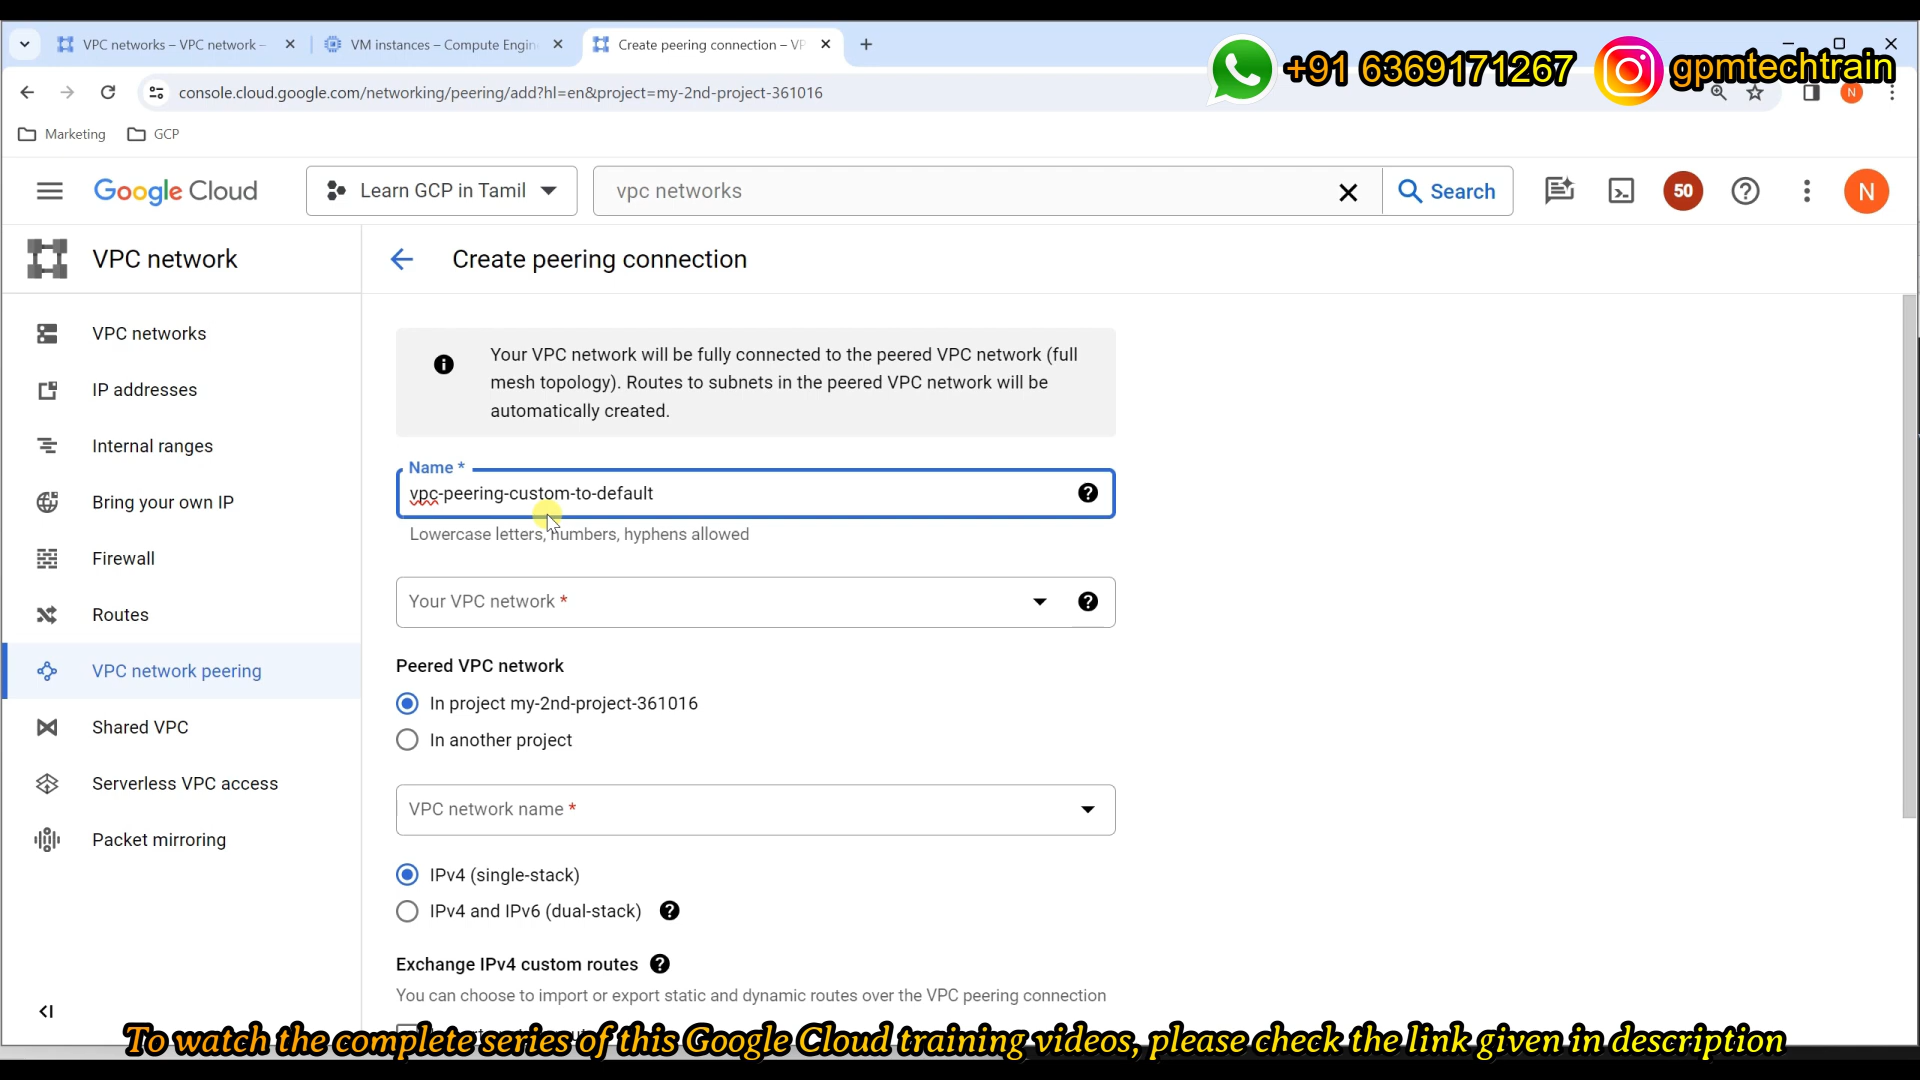 VPC networks – VPC network –
VM instances – Compute Engin
Create peering connection – VP
+91 6369171267
gpmtechtrain
console.cloud.google.com/networking/peering/add?hl=en&project=my-2nd-project-361016
N
Marketing
GCP
Google Cloud
Learn GCP in Tamil
vpc networks
Search
50
N
VPC network
Create peering connection
VPC networks
IP addresses
Internal ranges
Bring your own IP
Firewall
Routes
VPC network peering
Shared VPC
Serverless VPC access
Packet mirroring
Your VPC network will be fully connected to the peered VPC network (full
mesh topology). Routes to subnets in the peered VPC network will be
automatically created.
Name *
vpc-peering-custom-to-default
Lowercase letters, numbers, hyphens allowed
Your VPC network *
Peered VPC network
In project my-2nd-project-361016
In another project
VPC network name *
IPv4 (single-stack)
IPv4 and IPv6 (dual-stack)
Exchange IPv4 custom routes
You can choose to import or export static and dynamic routes over the VPC peering connection
To watch the complete series of this Google Cloud training videos, please check the link given in description